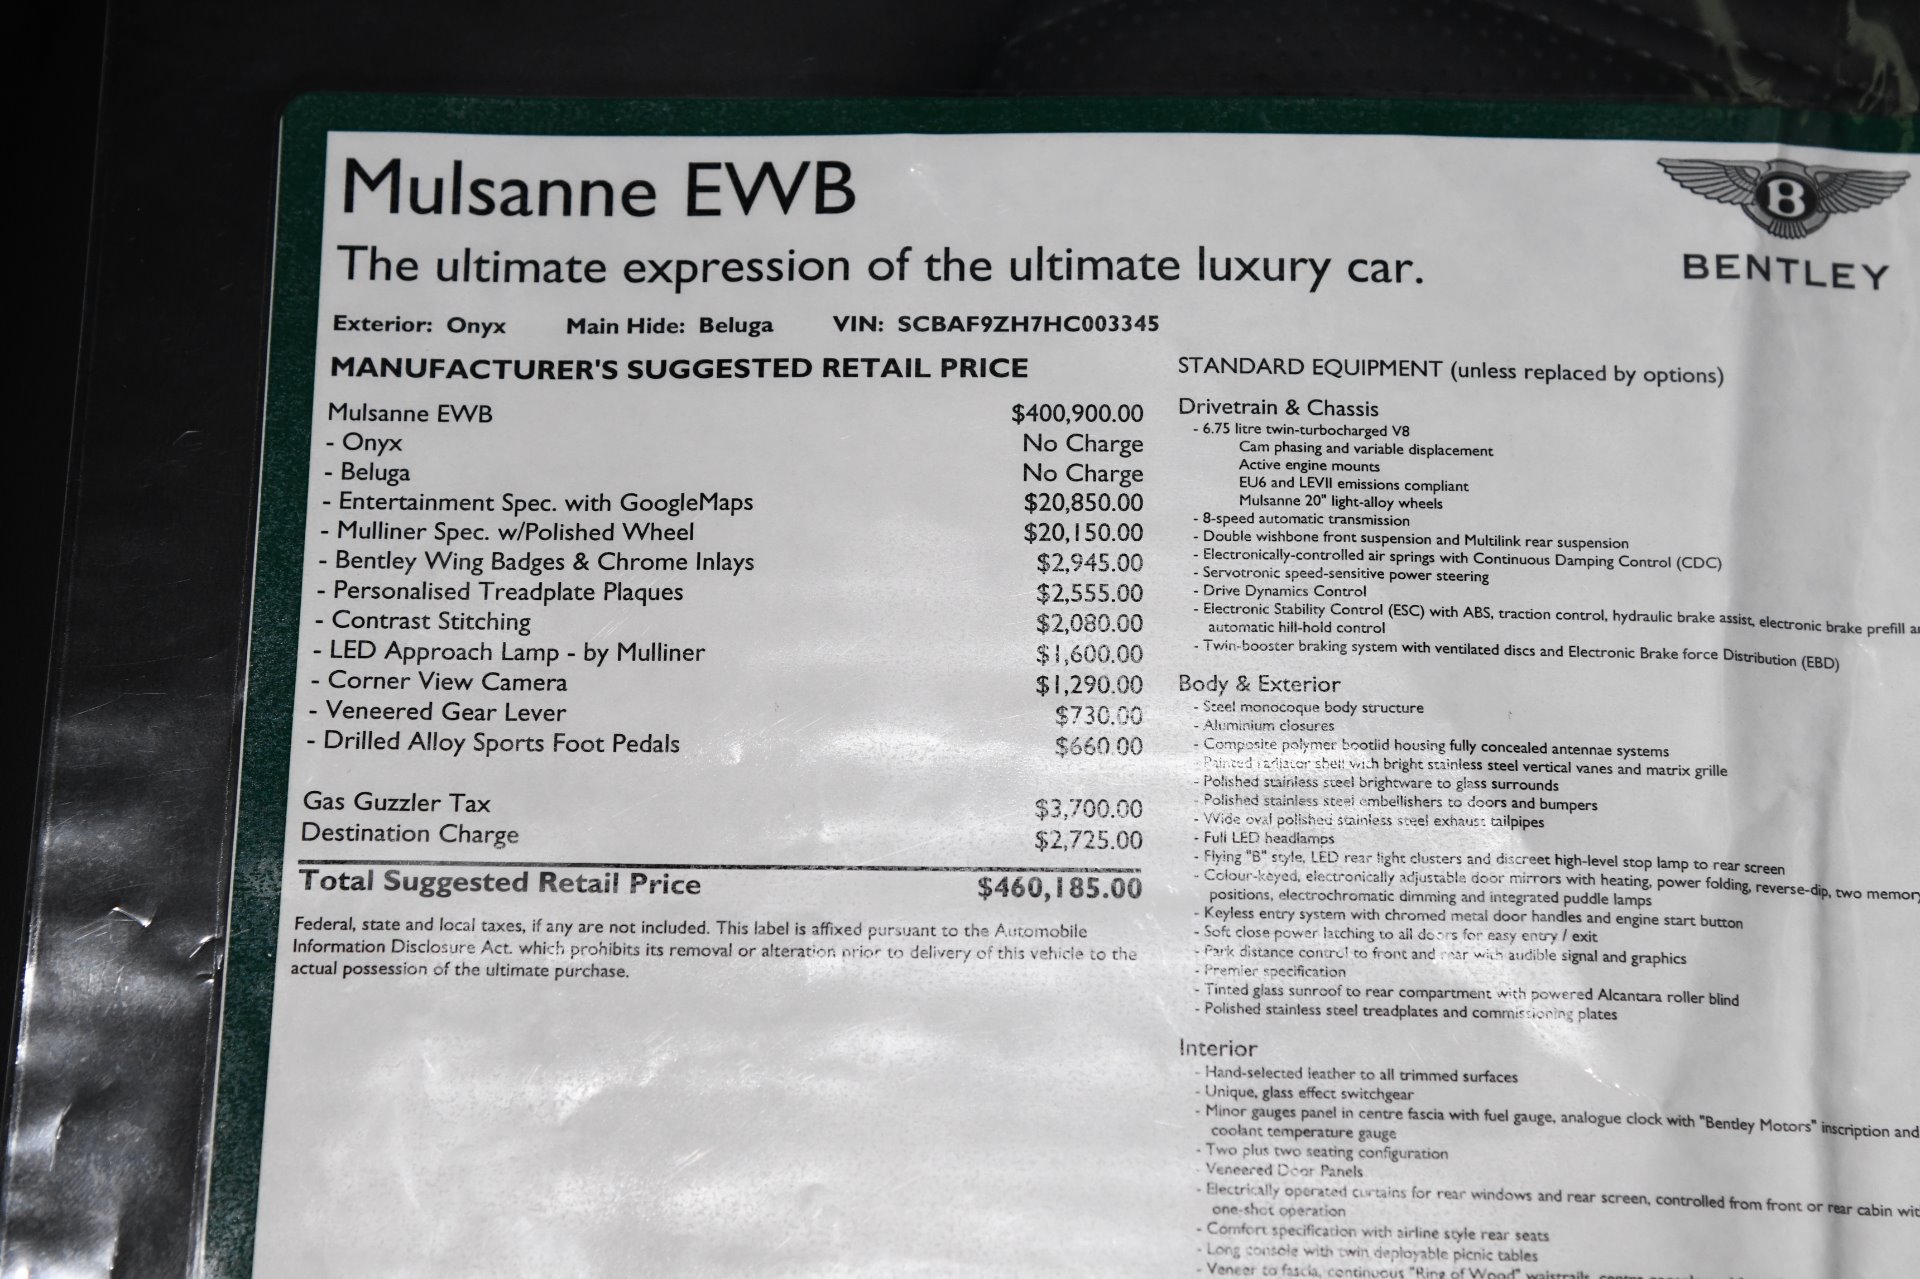 Mulsanne EWB
The ultimate expression of the ultimate luxury car.
B
BENTLEY
Exterior: Onyx Main Hide: Beluga VIN: SCBAF9ZH7HC003345
MANUFACTURER'S SUGGESTED RETAIL PRICE
Mulsanne EWB $400,900.00
- Onyx No Charge
- Beluga No Charge
- Entertainment Spec. with GoogleMaps $20,850.00
- Mulliner Spec. w/Polished Wheel $20,150.00
- Bentley Wing Badges & Chrome Inlays $2,945.00
- Personalised Treadplate Plaques $2,555.00
- Contrast Stitching $2,080.00
- LED Approach Lamp - by Mulliner $1,600.00
- Corner View Camera $1,290.00
- Veneered Gear Lever $730.00
- Drilled Alloy Sports Foot Pedals $660.00
Gas Guzzler Tax $3,700.00
Destination Charge $2,725.00
Total Suggested Retail Price $460,185.00
Federal, state and local taxes, if any are not included. This label is affixed pursuant to the Automobile
Information Disclosure Act. which prohibits its removal or alteration prior to delivery of this vehicle to the
actual possession of the ultimate purchase.
STANDARD EQUIPMENT (unless replaced by options)
Drivetrain & Chassis
- 6.75 litre twin-turbocharged V8
Cam phasing and variable displacement
Active engine mounts
EU6 and LEVII emissions compliant
Mulsanne 20" light-alloy wheels
- 8-speed automatic transmission
- Double wishbone front suspension and Multilink rear suspension
- Electronically-controlled air springs with Continuous Damping Control (CDC)
- Servotronic speed-sensitive power steering
- Drive Dynamics Control
- Electronic Stability Control (ESC) with ABS, traction control, hydraulic brake assist, electronic brake prefill
automatic hill-hold control
- Twin-booster braking system with ventilated discs and Electronic Brake force Distribution (EBD)
Body & Exterior
- Steel monocoque body structure
- Aluminium closures
- Composite polymer bootlid housing fully concealed antennae systems
- Painted radiator shell with bright stainless steel vertical vanes and matrix grille
- Polished stainless steel brightware to glass surrounds
- Polished stainless steel embellishers to doors and bumpers
- Wide oval polished stainless steel exhaust tailpipes
- Full LED headlamps
- Flying "B" style, LED rear light clusters and discreet high-level stop lamp to rear screen
- Colour-keyed, electronically adjustable door mirrors with heating, power folding, reverse-dip, two memory
positions, electrochromatic dimming and integrated puddle lamps
- Keyless entry system with chromed metal door handles and engine start button
- Soft close power latching to all doors for easy entry / exit
- Park distance control to front and rear with audible signal and graphics
- Premier specification
- Tinted glass sunroof to rear compartment with powered Alcantara roller blind
- Polished stainless steel treadplates and commissioning plates
Interior
- Hand-selected leather to all trimmed surfaces
- Unique, glass effect switchgear
- Minor gauges panel in centre fascia with fuel gauge, analogue clock with "Bentley Motors" inscription and
coolant temperature gauge
- Two plus two seating configuration
- Veneered Door Panels
- Electrically operated curtains for rear windows and rear screen, controlled from front or rear cabin
one-shot operation
- Comfort specification with airline style rear seats
- Long console with twin deployable picnic tables
- Veneer to fascia, continuous "Ring of Wood" waistrails,